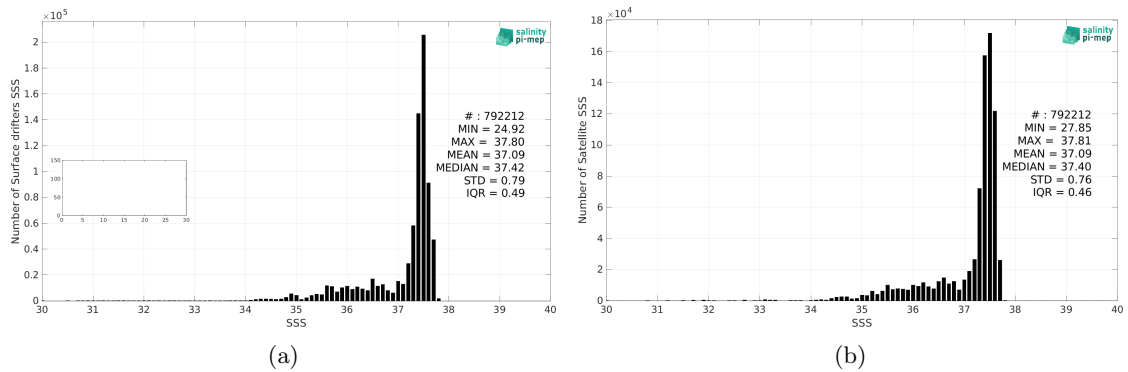 ×10⁵
2
1.8
1.6
1.4
1.2
1
0.8
0.6
0.4
0.2
0
Number of Surface drifters SSS
salinity
pi-mep
# : 792212
MIN = 24.92
MAX = 37.80
MEAN = 37.09
MEDIAN = 37.42
STD = 0.79
IQR = 0.49
150
100
50
0
0 5 10 15 20 25 30
30 31 32 33 34 35 36 37 38 39 40
SSS
(a)
×10⁴
18
16
14
12
10
8
6
4
2
0
Number of Satellite SSS
salinity
pi-mep
# : 792212
MIN = 27.85
MAX = 37.81
MEAN = 37.09
MEDIAN = 37.40
STD = 0.76
IQR = 0.46
30 31 32 33 34 35 36 37 38 39 40
SSS
(b)